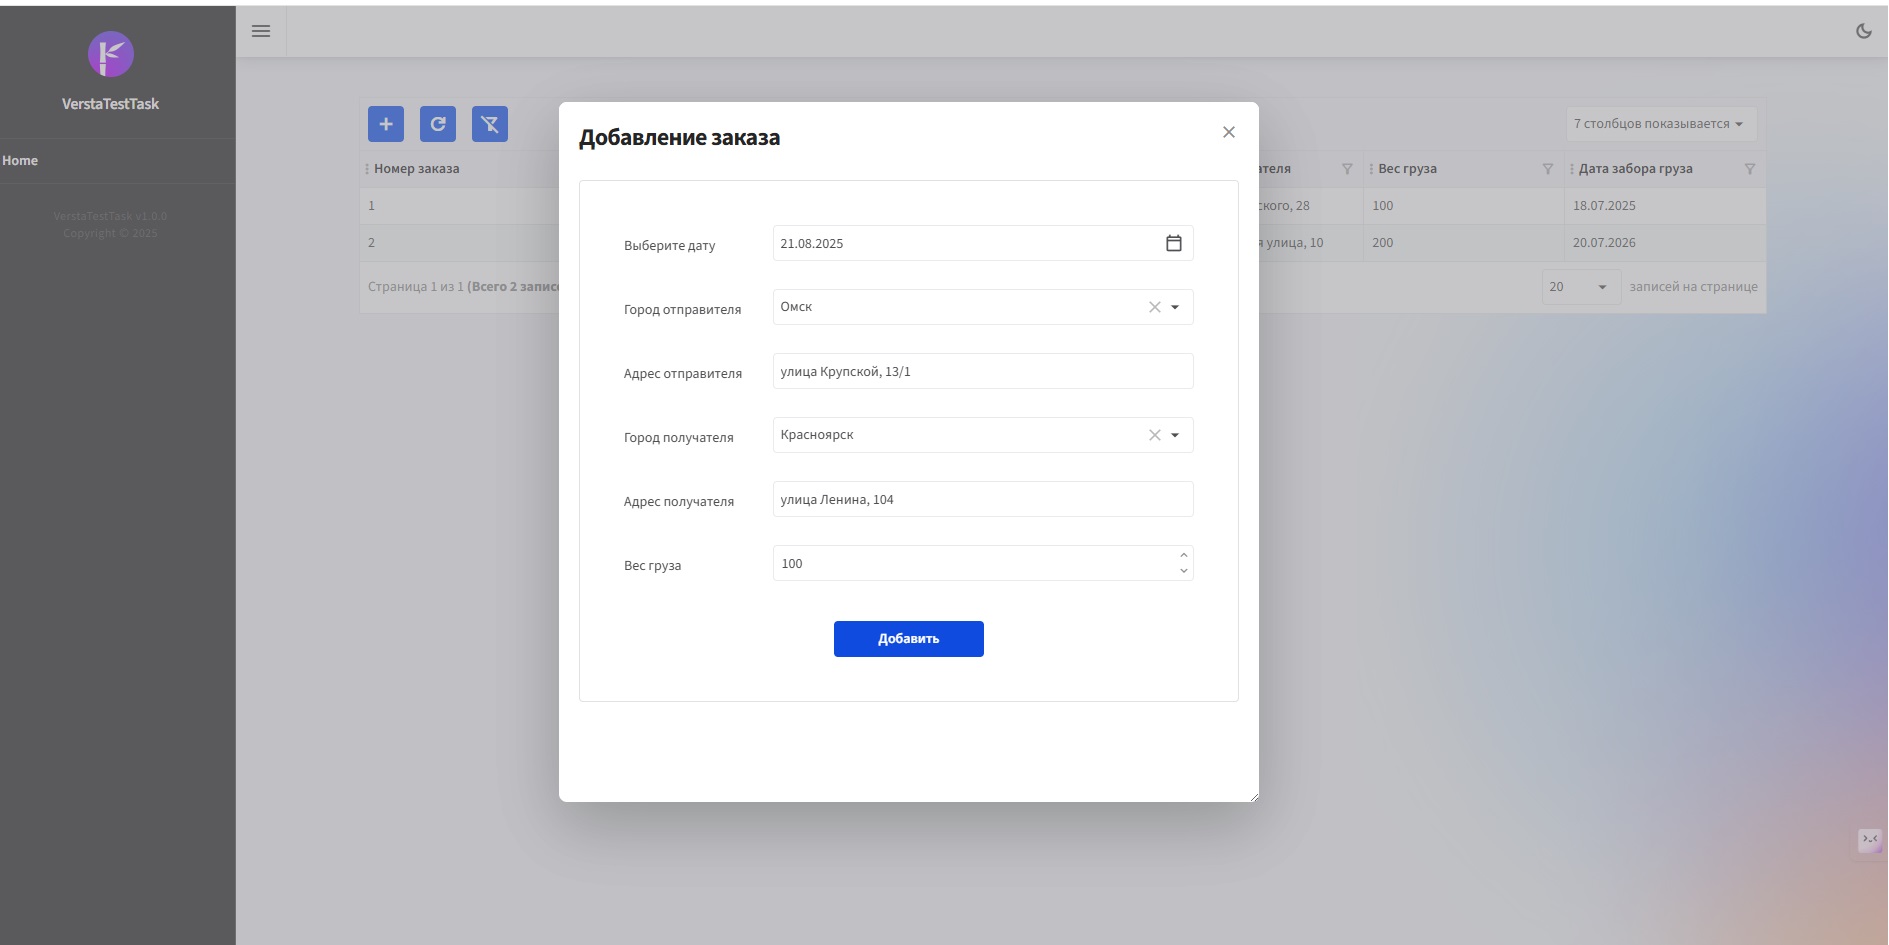 VerstaTestTask
Home
VerstaTestTask v1.0.0
Copyright © 2025
7 столбцов показывается
Номер заказа
Вес груза
Дата забора груза
1
28
100
18.07.2025
2
улица, 10
200
20.07.2026
Страница 1 из 1 (Всего 2
20
записей на странице
Добавление заказа
Выберите дату
21.08.2025
Город отправителя
Омск
Адрес отправителя
улица Крупской, 13/1
Город получателя
Красноярск
Адрес получателя
улица Ленина, 104
Вес груза
100
Добавить